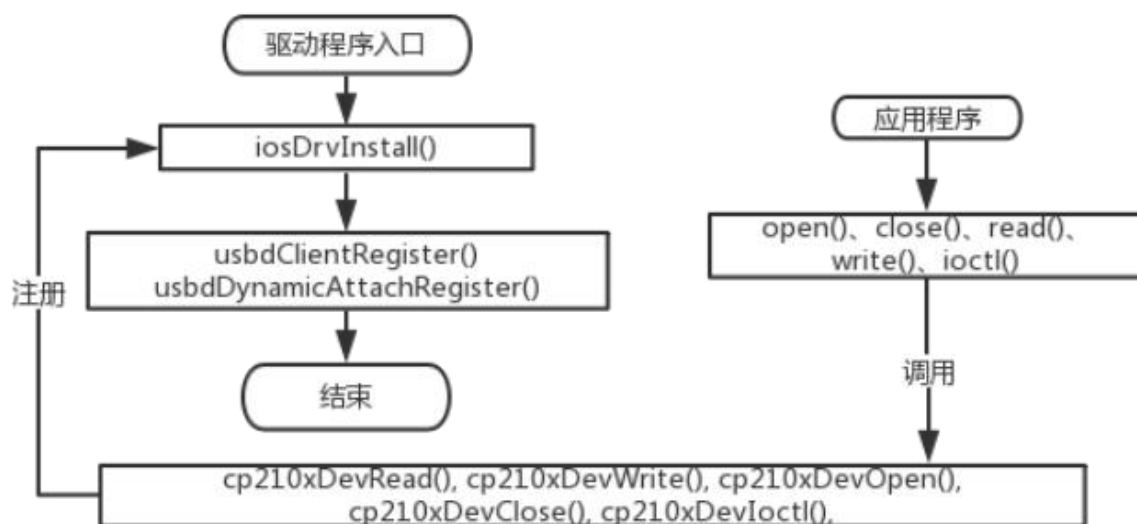 驱动程序入口
iosDrvInstall()
usbdClientRegister()
usbdDynamicAttachRegister()
结束
注册
应用程序
open()、close()、read()、
write()、ioctl()
调用
cp210xDevRead(), cp210xDevWrite(), cp210xDevOpen(),
cp210xDevClose(), cp210xDevIoctl(),